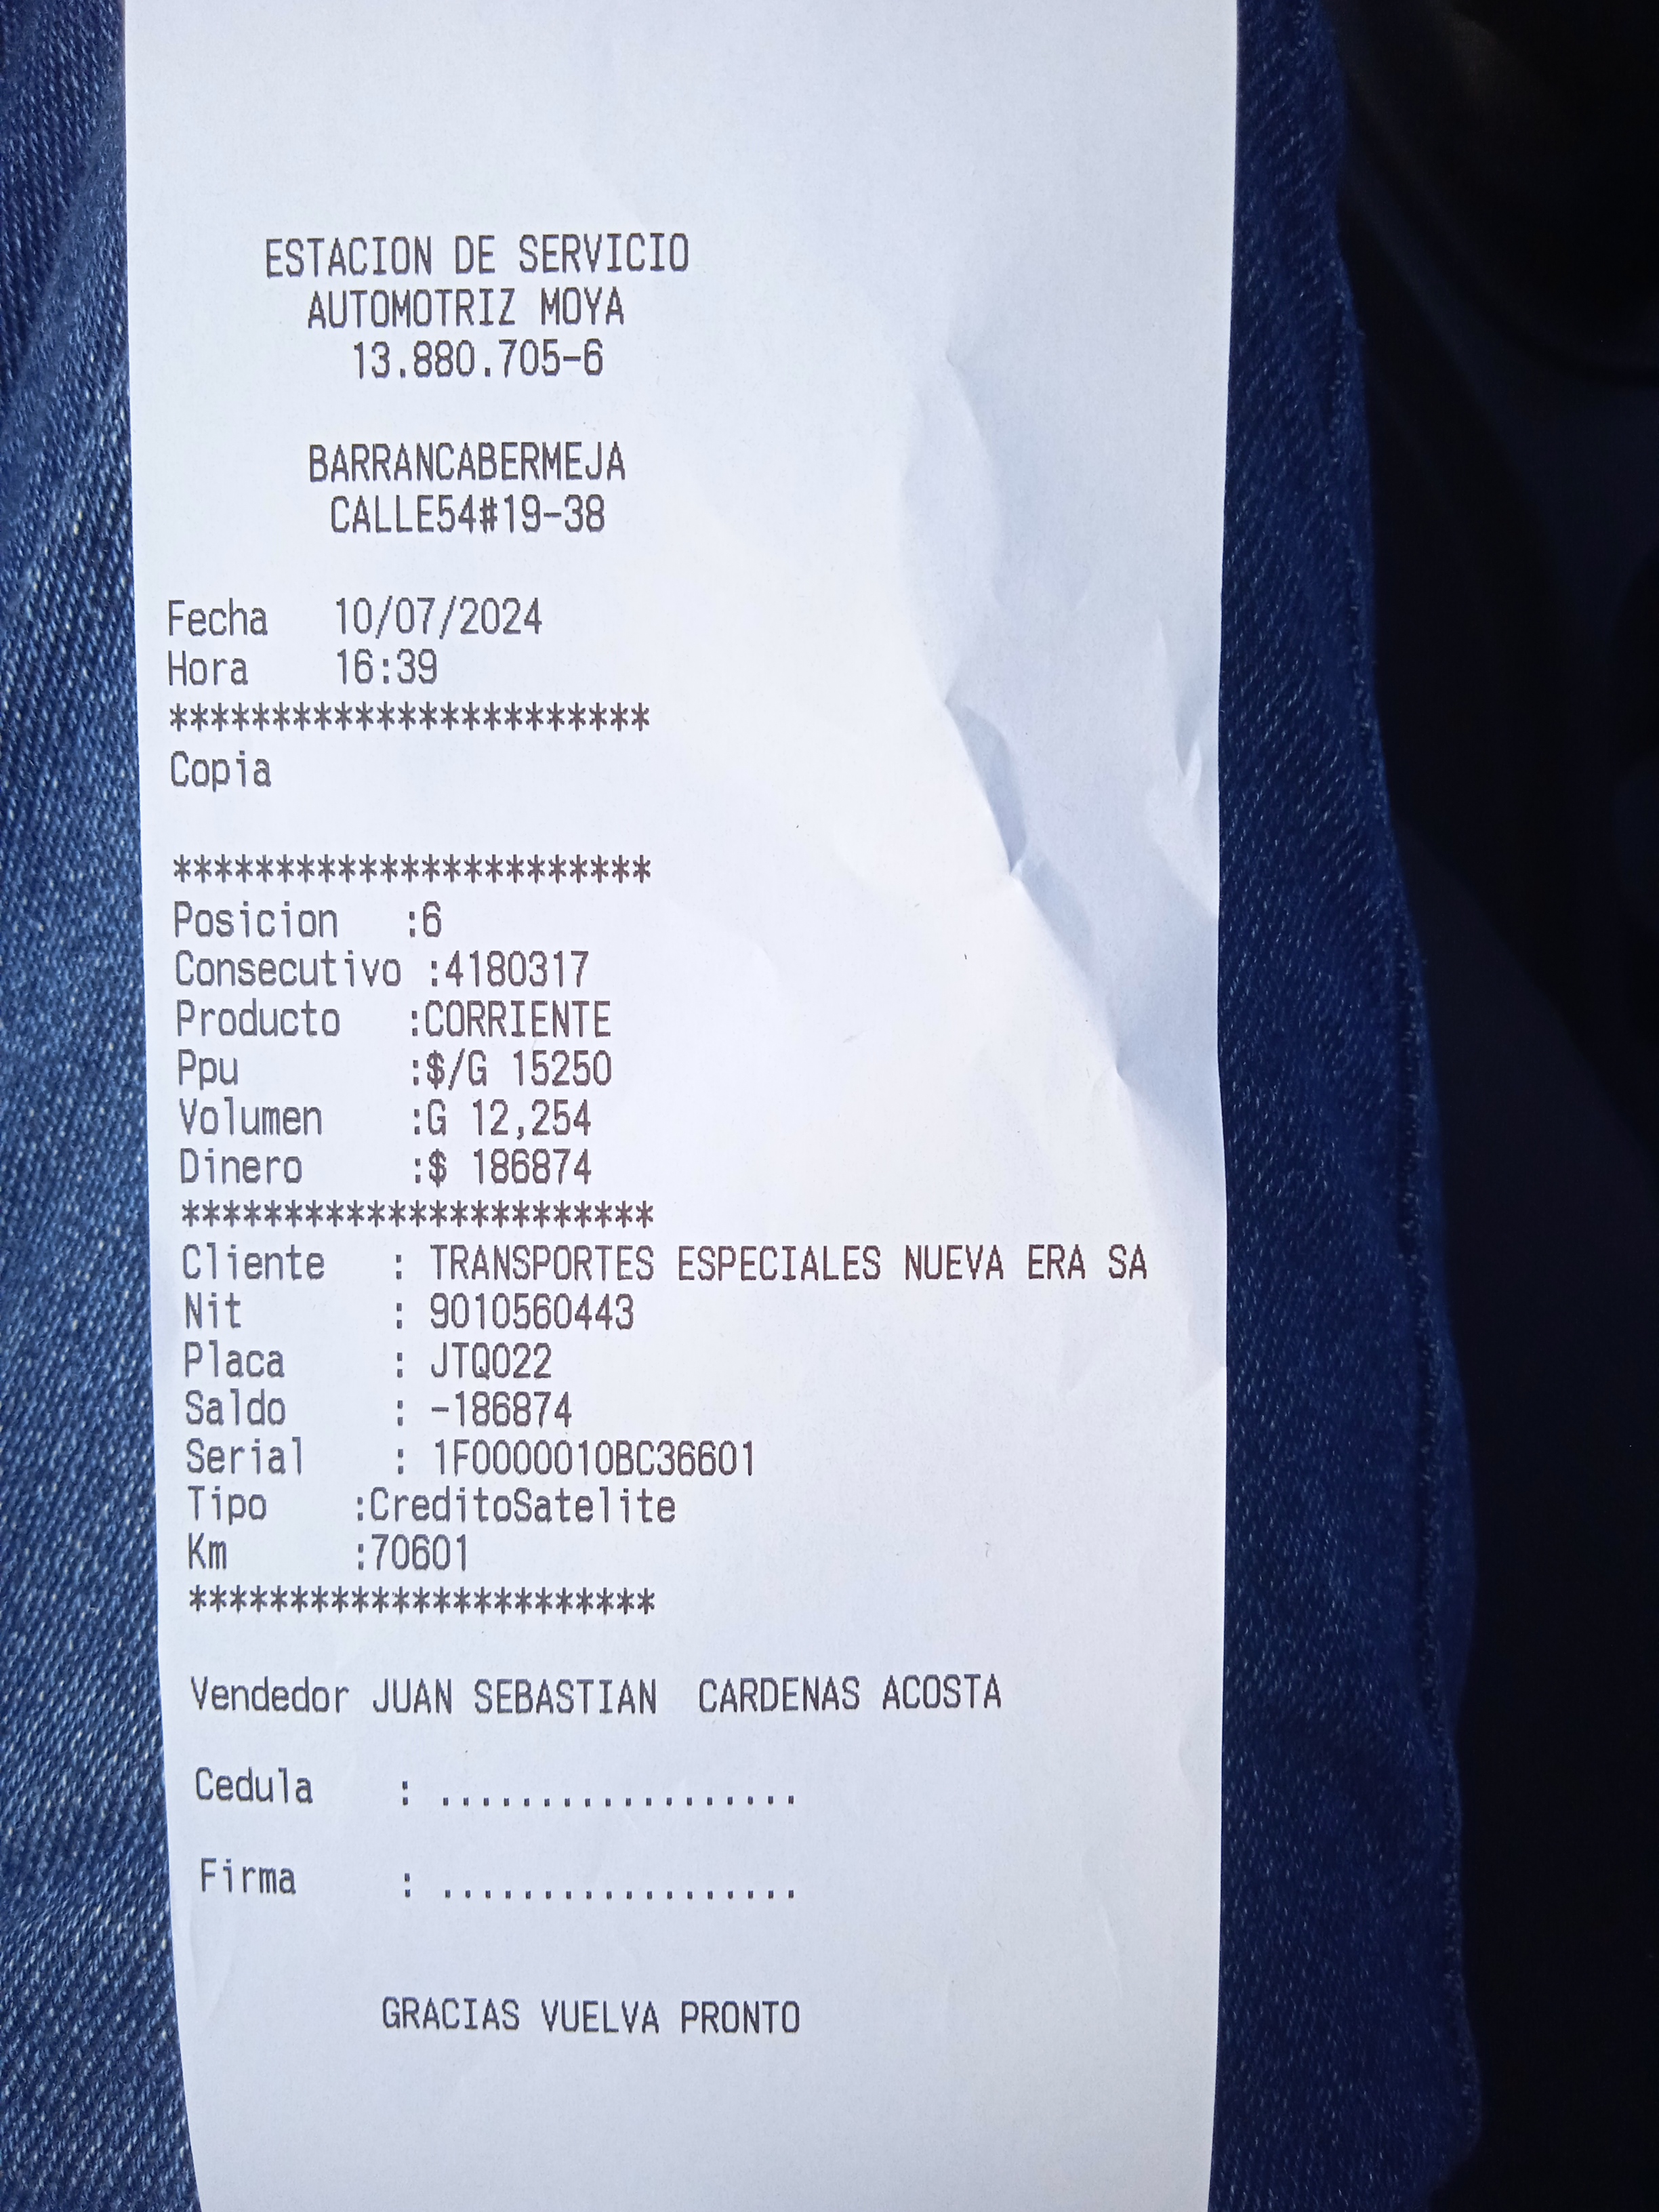 ESTACION DE SERVICIO
AUTOMOTRIZ MOYA
13.880.705-6
BARRANCABERMEJA
CALLE54#19-38
Fecha 10/07/2024
Hora 16:39
***********************
Copia
***********************
Posicion :6
Consecutivo :4180317
Producto :CORRIENTE
Ppu :$/G 15250
Volumen :G 12,254
Dinero :$ 186874
***********************
Cliente : TRANSPORTES ESPECIALES NUEVA ERA SA
Nit : 9010560443
Placa : JTQ022
Saldo : -186874
Serial : 1F0000010BC36601
Tipo :CreditoSatelite
Km :70601
***********************
Vendedor JUAN SEBASTIAN CARDENAS ACOSTA
Cedula : ..................
Firma : ..................
GRACIAS VUELVA PRONTO